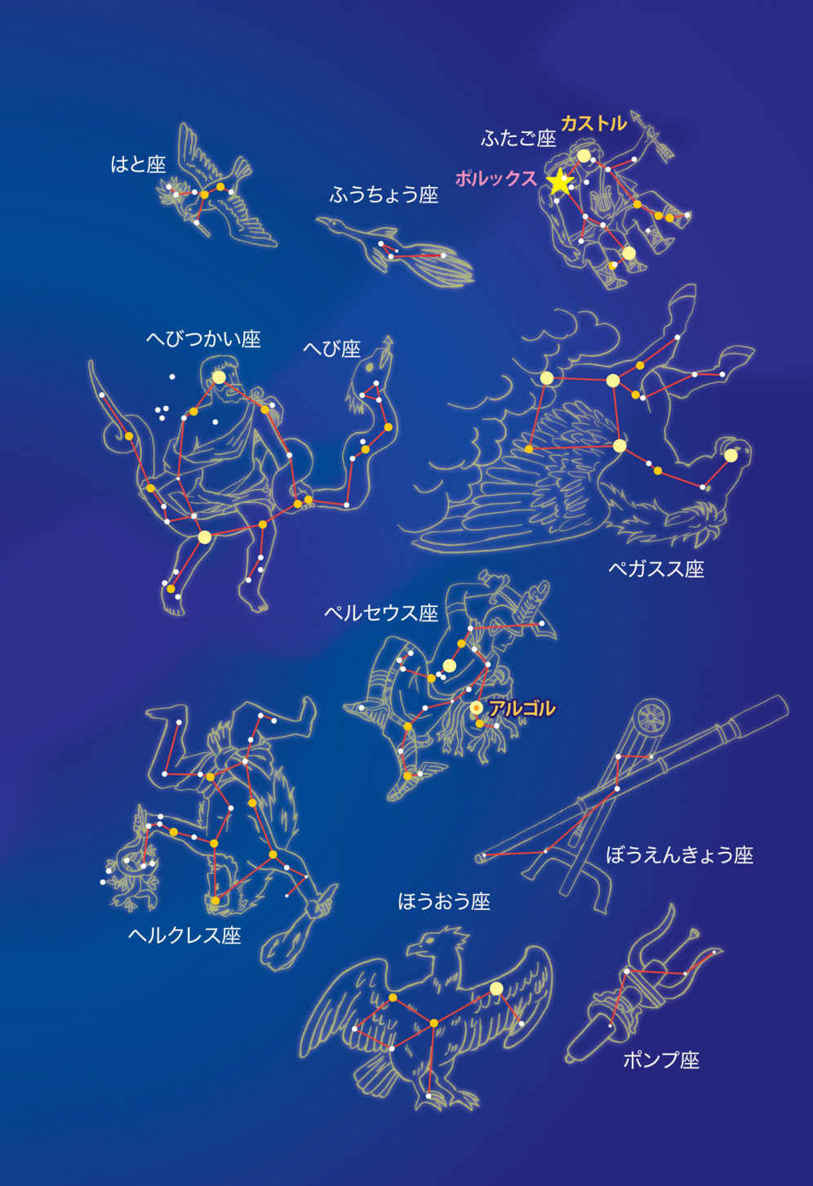 はと座
ふうちょう座
ふたご座
カストル
ポルックス
へびつかい座
へび座
ペガスス座
ペルセウス座
アルゴル
ぼうえんきょう座
ヘルクレス座
ほうおう座
ポンプ座